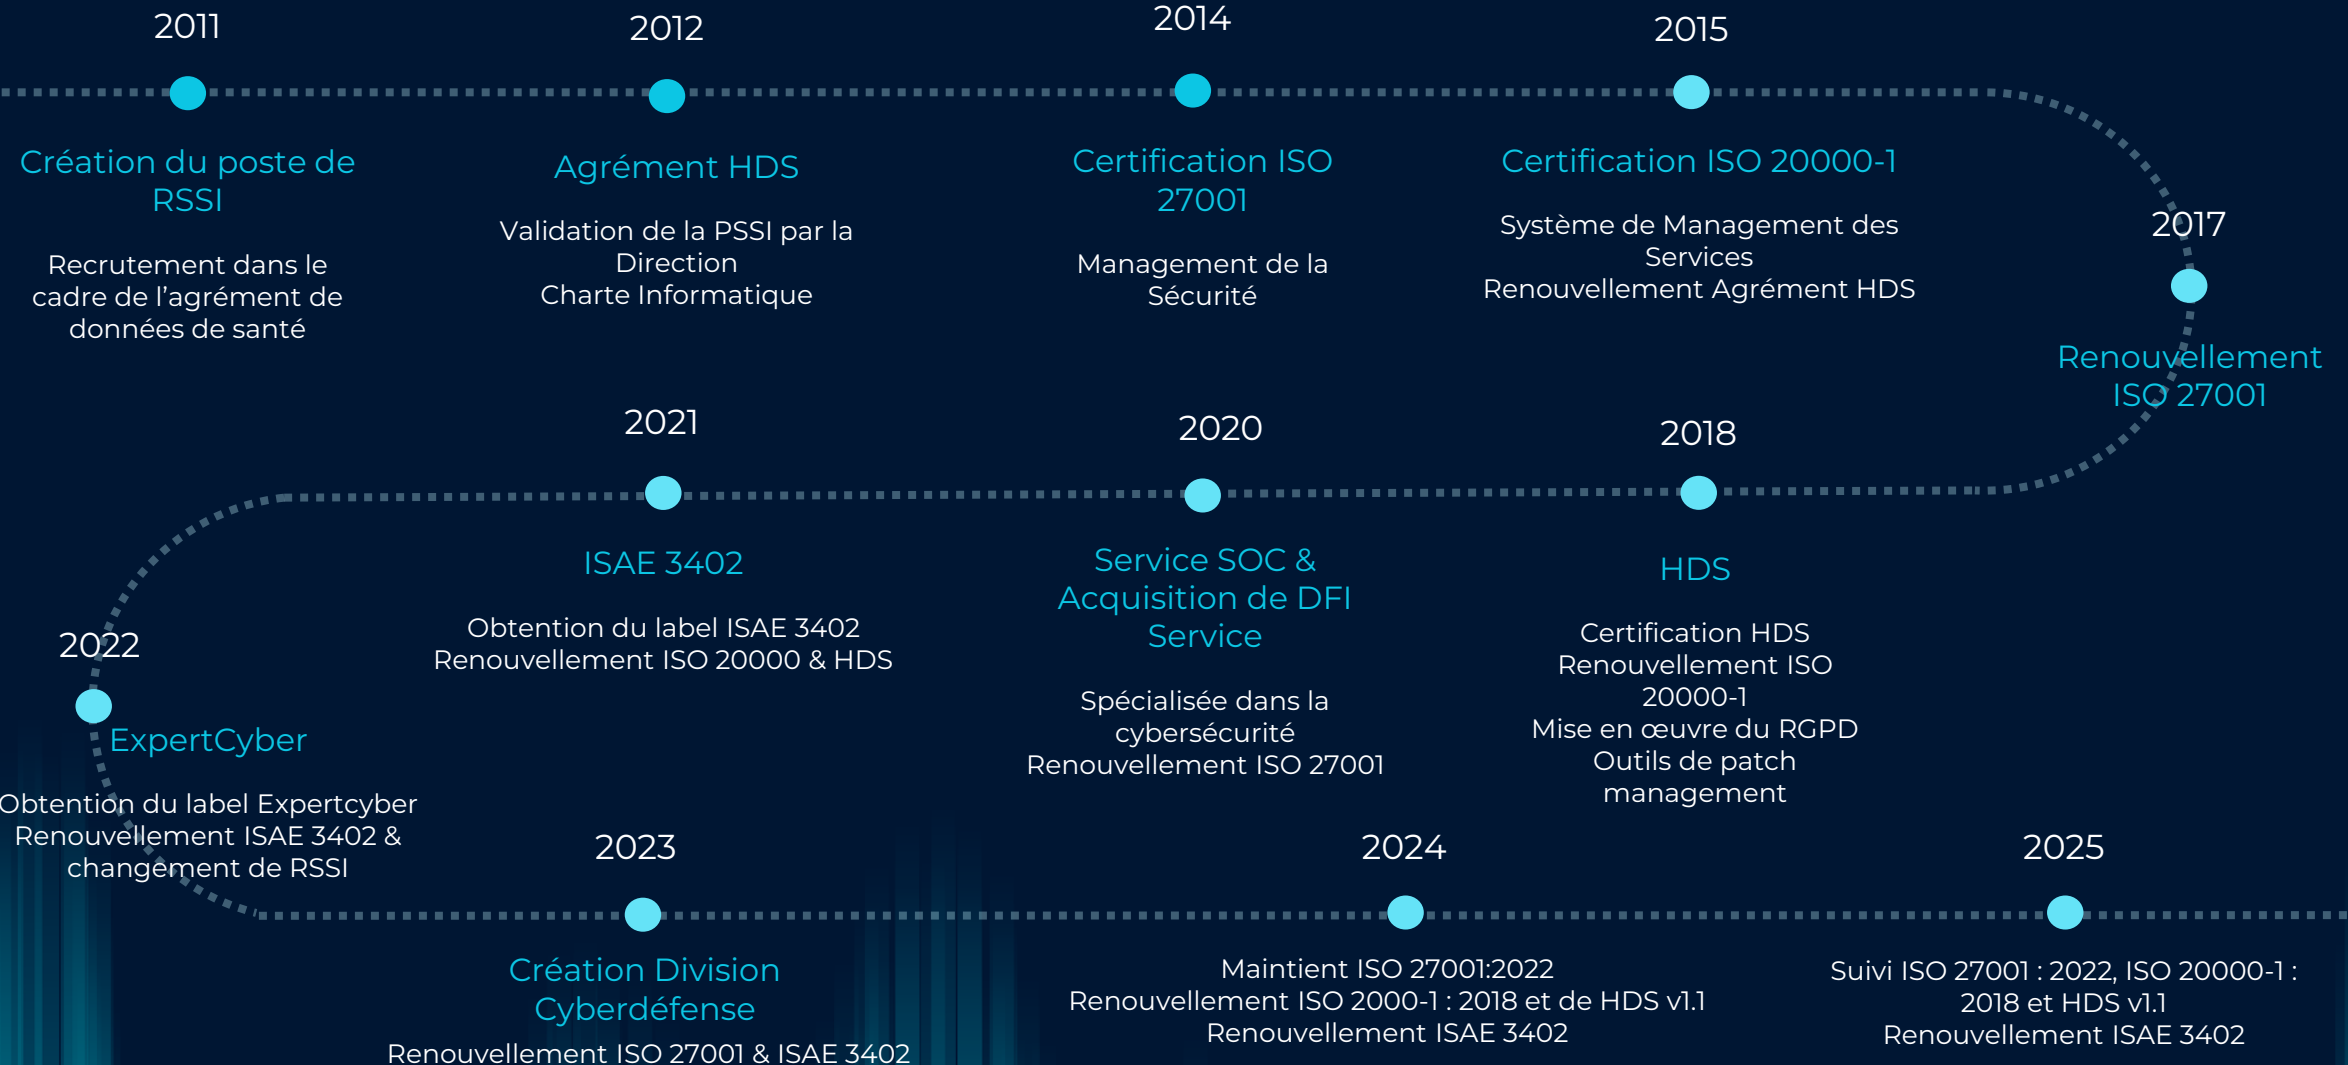 2011
Création du poste de
RSSI
Recrutement dans le
cadre de l’agrément de
données de santé
2012
Agrément HDS
Validation de la PSSI par la
Direction
Charte Informatique
2014
Certification ISO
27001
Management de la
Sécurité
2015
Certification ISO 20000-1
Système de Management des
Services
Renouvellement Agrément HDS
2017
Renouvellement
ISO 27001
2018
HDS
Certification HDS
Renouvellement ISO
20000-1
Mise en œuvre du RGPD
Outils de patch
management
2020
Service SOC &
Acquisition de DFI
Service
Spécialisée dans la
cybersécurité
Renouvellement ISO 27001
2021
ISAE 3402
Obtention du label ISAE 3402
Renouvellement ISO 20000 & HDS
2022
ExpertCyber
Obtention du label Expertcyber
Renouvellement ISAE 3402 &
changement de RSSI
2023
Création Division
Cyberdéfense
Renouvellement ISO 27001 & ISAE 3402
2024
Maintient ISO 27001:2022
Renouvellement ISO 2000-1 : 2018 et de HDS v1.1
Renouvellement ISAE 3402
2025
Suivi ISO 27001 : 2022, ISO 20000-1 :
2018 et HDS v1.1
Renouvellement ISAE 3402